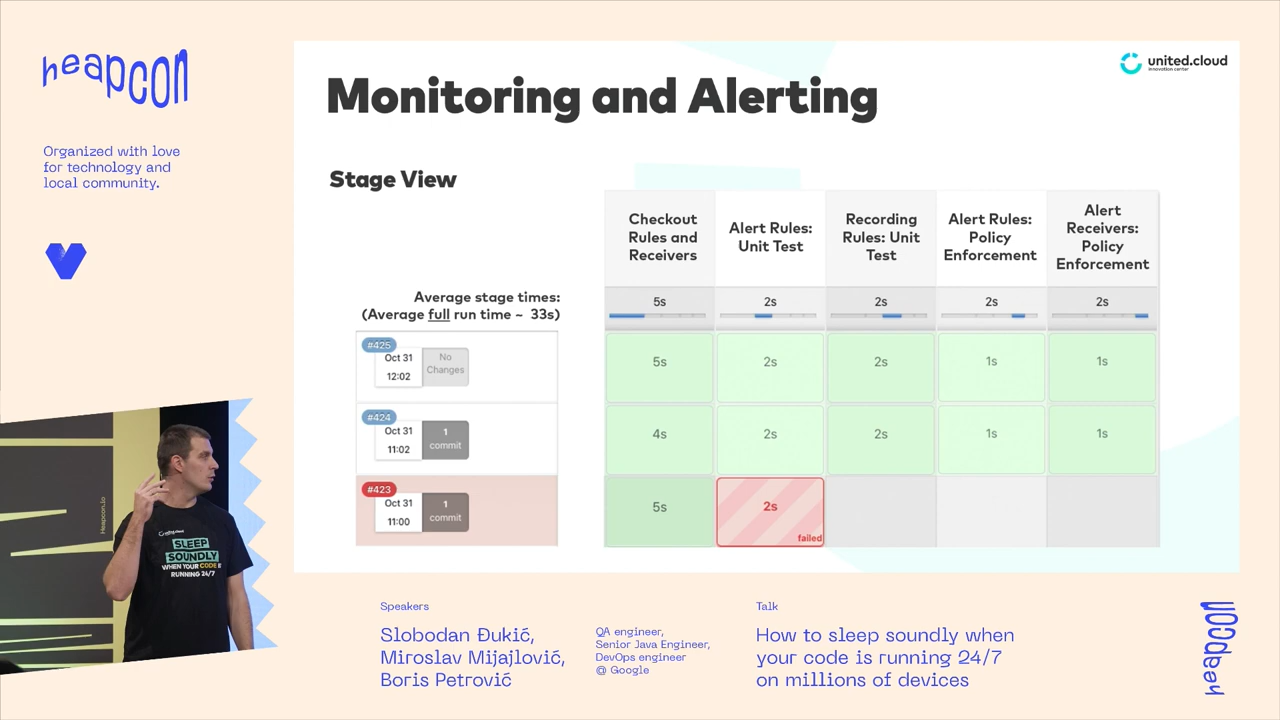 heapcon
Organized with love
for technology and
local community.
united.cloud
innovation center
Monitoring and Alerting
Stage View
Average stage times:
(Average full run time ~ 33s)
Checkout
Rules and
Receivers
Alert Rules:
Unit Test
Recording
Rules: Unit
Test
Alert Rules:
Policy
Enforcement
Alert
Receivers:
Policy
Enforcement
5s
2s
2s
2s
2s
#425
Oct 31
12:02
No
Changes
5s
2s
2s
1s
1s
#424
Oct 31
11:02
1
commit
4s
2s
2s
1s
1s
#423
Oct 31
11:00
1
commit
5s
2s
failed
Heapcon.io
united.cloud
SLEEP
SOUNDLY
WHEN YOUR CODE IS
RUNNING 24/7
Speakers
Slobodan Đukić,
Miroslav Mijajlović,
Boris Petrović
QA engineer,
Senior Java Engineer,
DevOps engineer
@ Google
Talk
How to sleep soundly when
your code is running 24/7
on millions of devices
heapcon